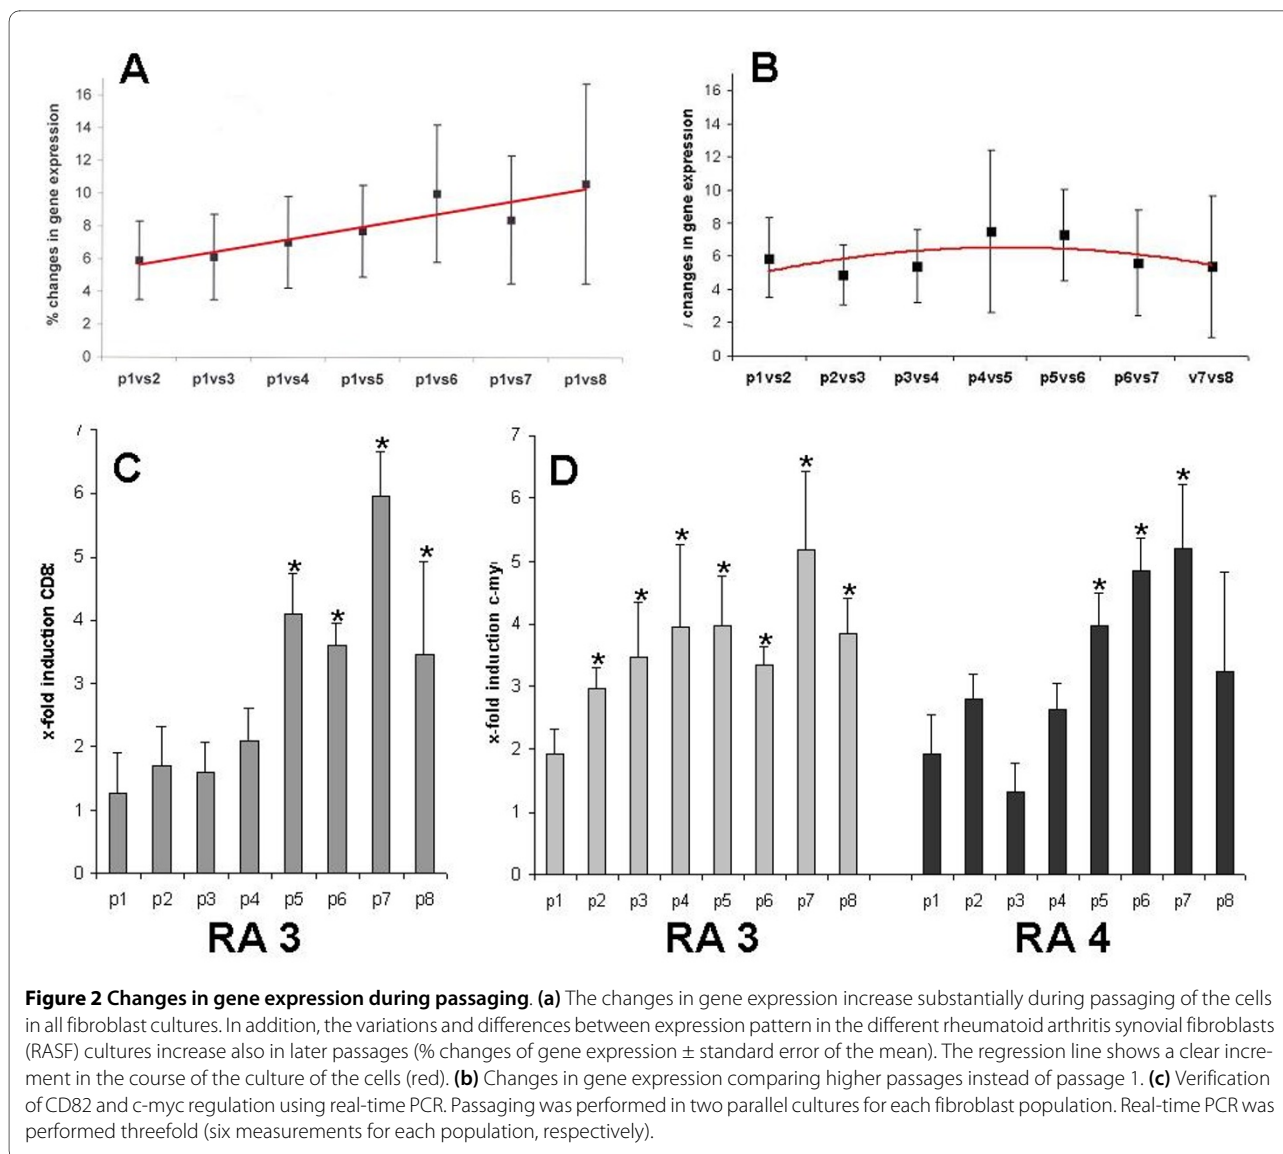 A
% changes in gene expression
16
14
12
10
8
6
4
2
0
p1vs2 p1vs3 p1vs4 p1vs5 p1vs6 p1vs7 p1vs8
B
/ changes in gene expression
16
14
12
10
8
6
4
2
0
p1vs2 p2vs3 p3vs4 p4vs5 p5vs6 p6vs7 v7vs8
C
x-fold induction CD8
7
6
5
4
3
2
1
0
* * * *
p1 p2 p3 p4 p5 p6 p7 p8
RA 3
D
x-fold induction c-my
7
6
5
4
3
2
1
0
* * * * * * * * * *
p1 p2 p3 p4 p5 p6 p7 p8 p1 p2 p3 p4 p5 p6 p7 p8
RA 3 RA 4
Figure 2 Changes in gene expression during passaging. (a) The changes in gene expression increase substantially during passaging of the cells
in all fibroblast cultures. In addition, the variations and differences between expression pattern in the different rheumatoid arthritis synovial fibroblasts
(RASF) cultures increase also in later passages (% changes of gene expression ± standard error of the mean). The regression line shows a clear incre-
ment in the course of the culture of the cells (red). (b) Changes in gene expression comparing higher passages instead of passage 1. (c) Verification
of CD82 and c-myc regulation using real-time PCR. Passaging was performed in two parallel cultures for each fibroblast population. Real-time PCR was
performed threefold (six measurements for each population, respectively).